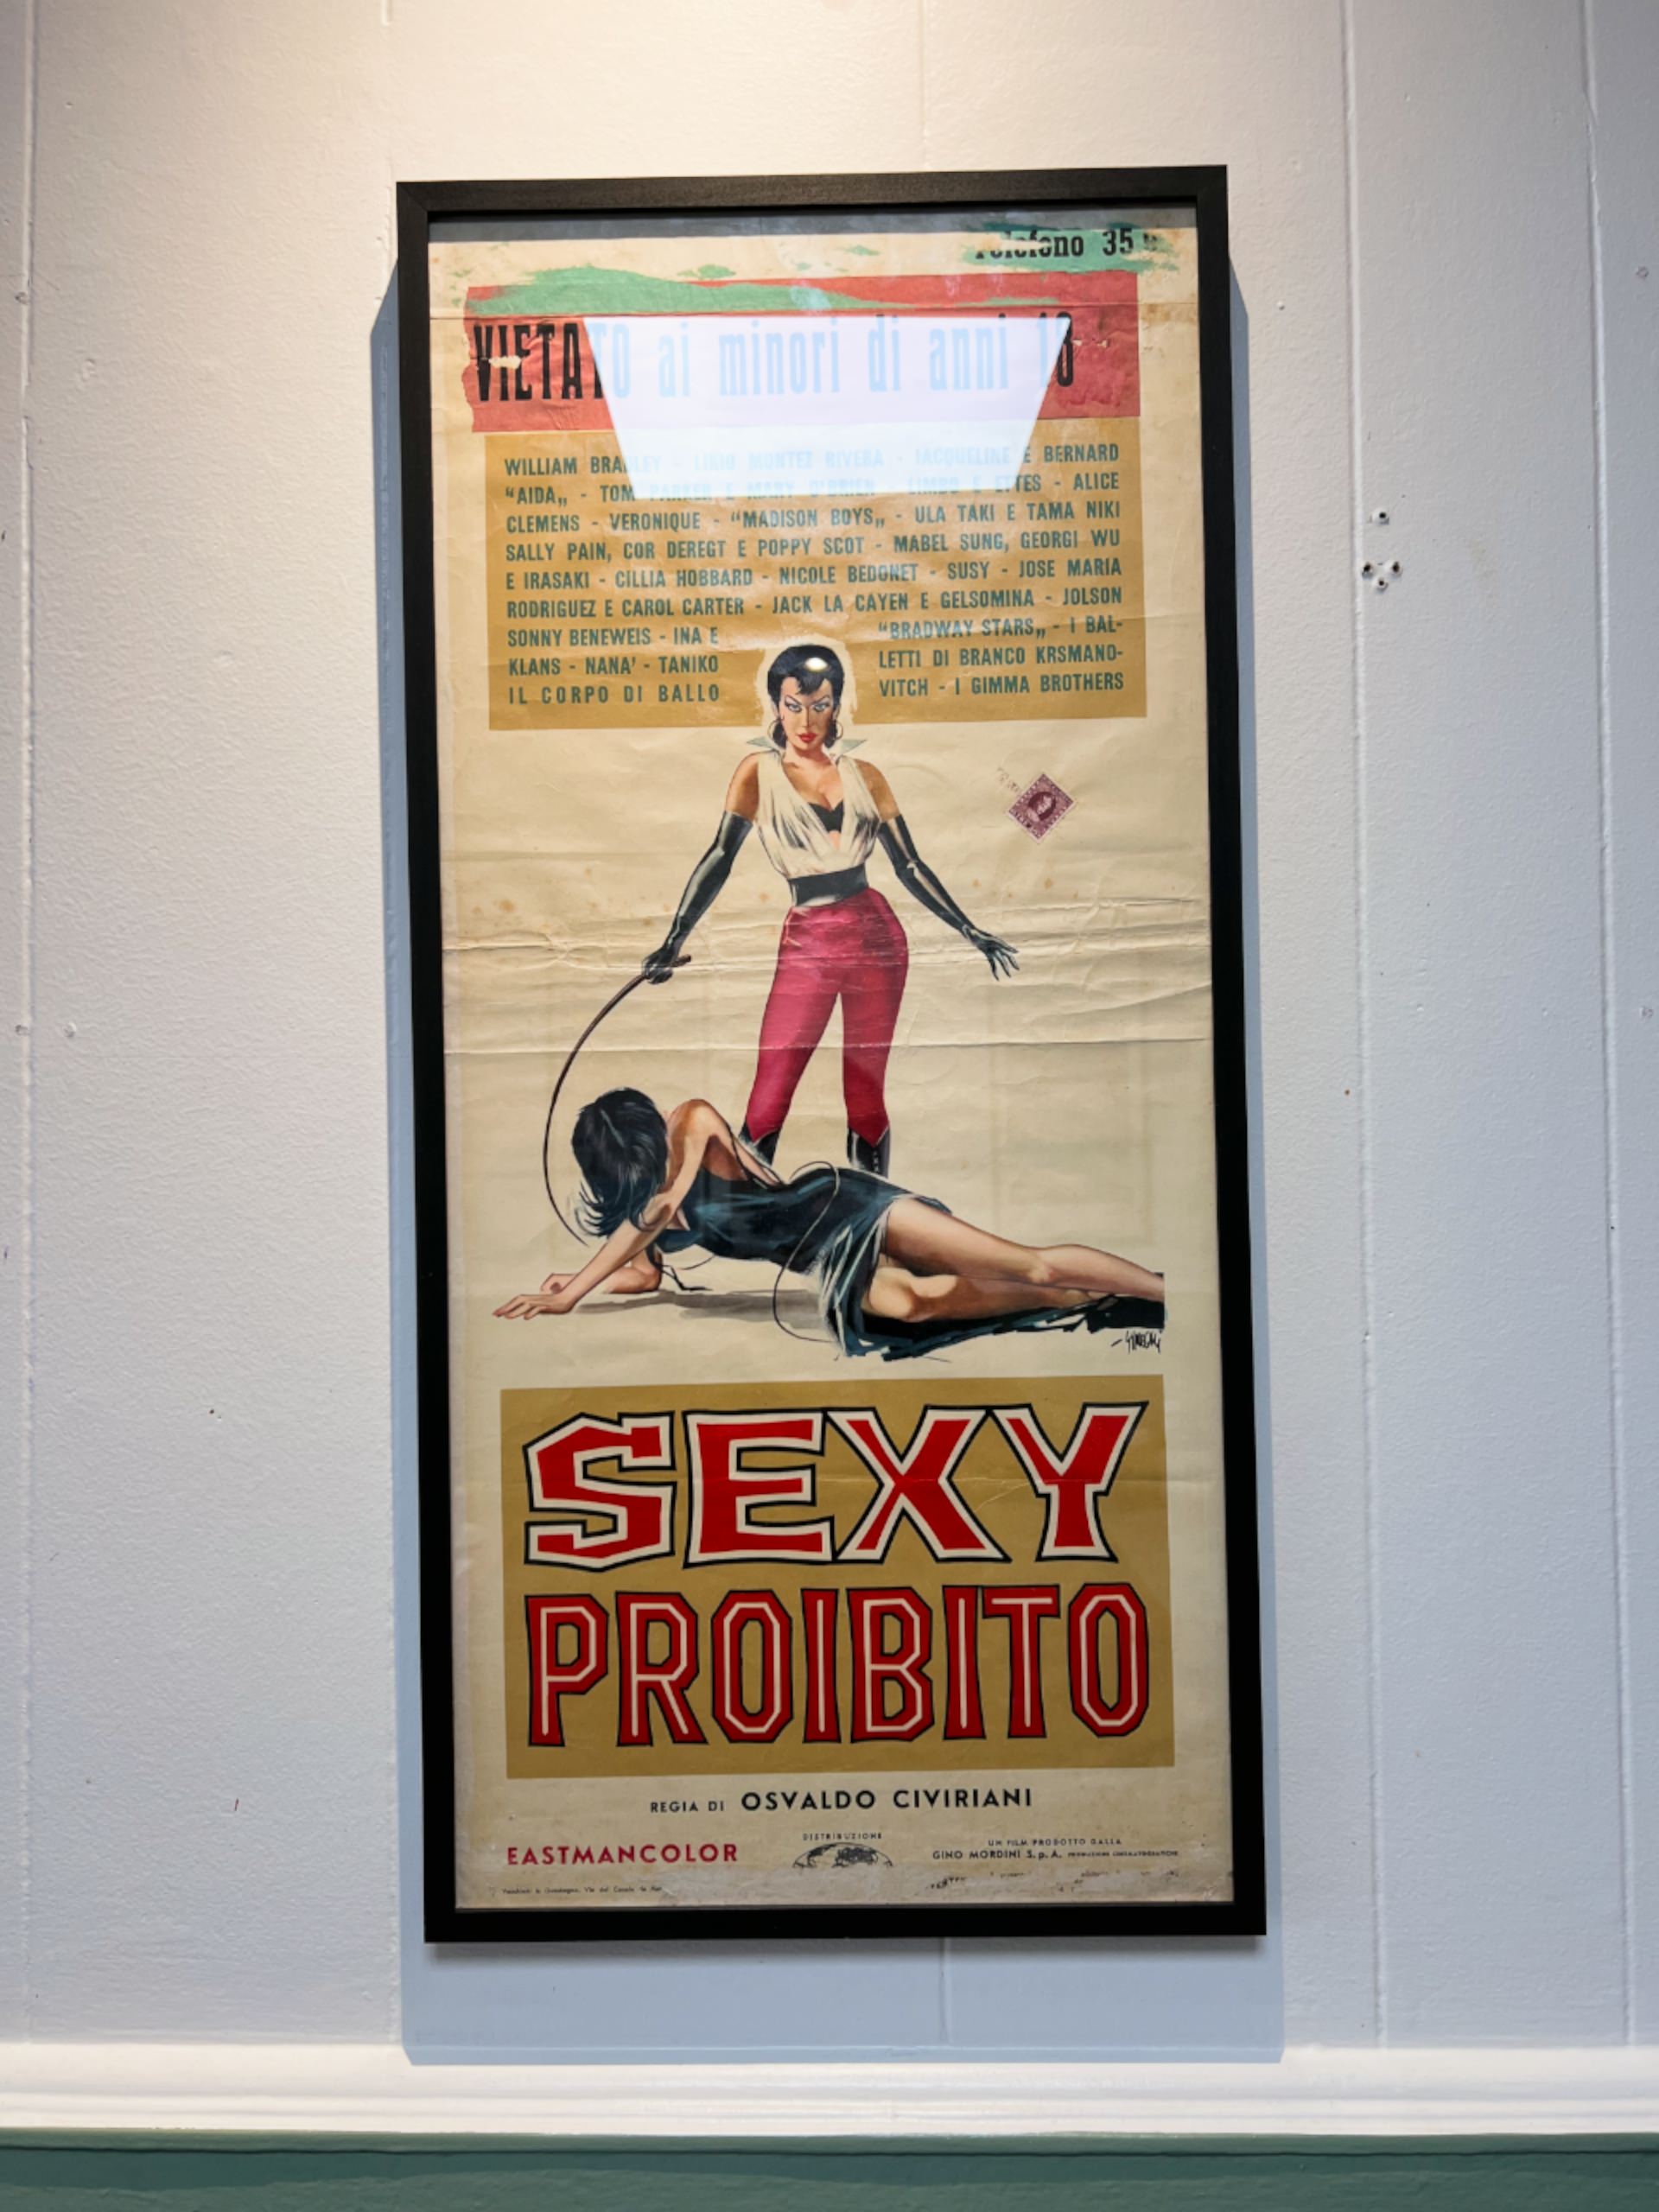 Telefono 35
VIETATO ai minori di anni 18
WILLIAM BRADLEY - LIRIO MONTEZ RIVERA - JACQUELINE E BERNARD
"AIDA„ - TOM PARKER E MARY O'BRIEN - LIMBO E ETTES - ALICE
CLEMENS - VERONIQUE - "MADISON BOYS„ - ULA TAKI E TAMA NIKI
SALLY PAIN, COR DEREGT E POPPY SCOT - MABEL SUNG, GEORGI WU
E IRASAKI - CILLIA HOBBARD - NICOLE BEDONET - SUSY - JOSE MARIA
RODRIGUEZ E CAROL CARTER - JACK LA CAYEN E GELSOMINA - JOLSON
SONNY BENEWEIS - INA E "BRADWAY STARS„ - I BAL-
KLANS - NANA' - TANIKO LETTI DI BRANCO KRSMANO-
IL CORPO DI BALLO VITCH - I GIMMA BROTHERS
SEXY
PROIBITO
REGIA DI OSVALDO CIVIRIANI
EASTMANCOLOR
DISTRIBUZIONE
UN FILM PRODOTTO DALLA
GINO MORDINI S.p.A. PRODUZIONI CINEMATOGRAFICHE